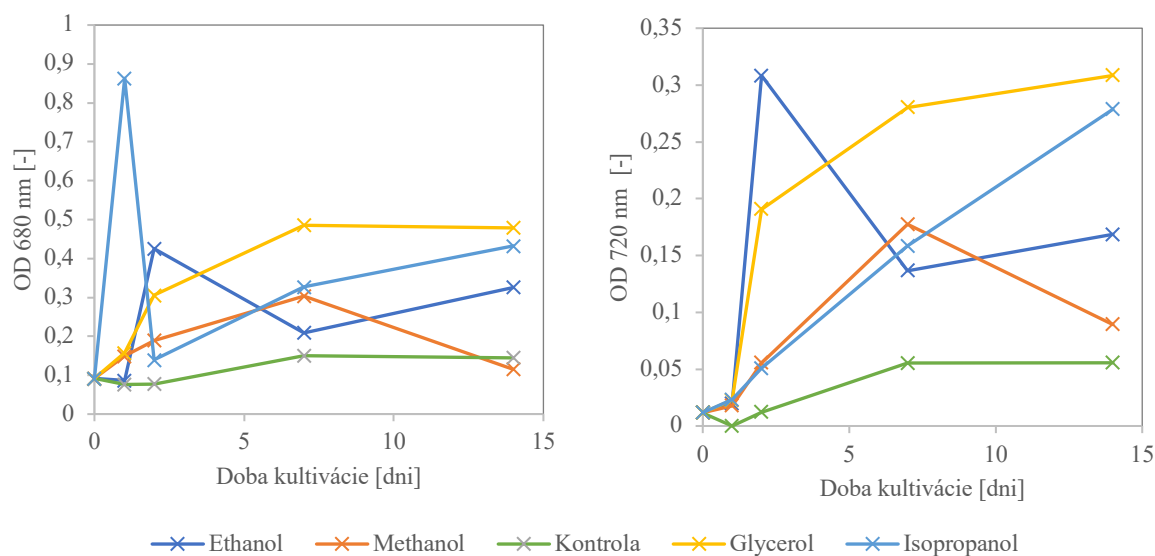 OD 680 nm [-]
1
0,9
0,8
0,7
0,6
0,5
0,4
0,3
0,2
0,1
0
0 5 10 15
Doba kultivácie [dni]
OD 720 nm [-]
0,35
0,3
0,25
0,2
0,15
0,1
0,05
0
0 5 10 15
Doba kultivácie [dni]
Ethanol Methanol Kontrola Glycerol Isopropanol